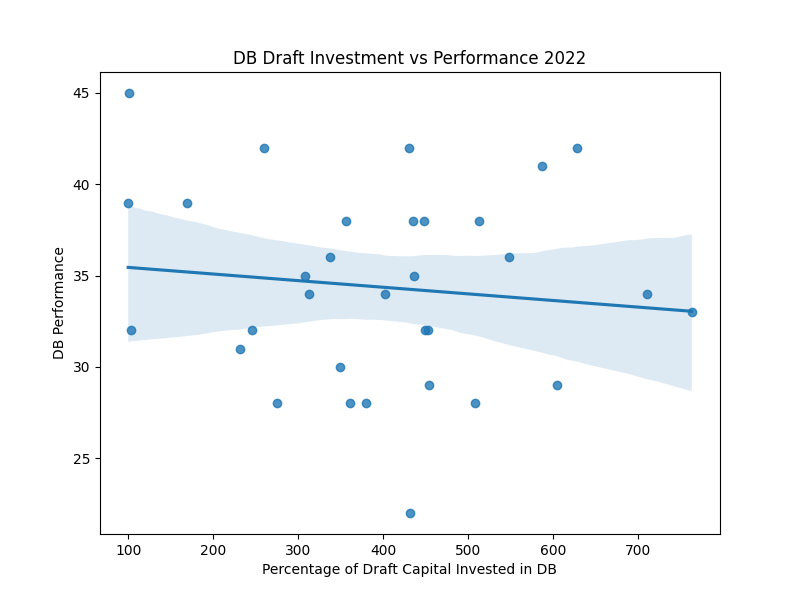 DB Draft Investment vs Performance 2022
45
40
35
30
25
DB Performance
100 200 300 400 500 600 700
Percentage of Draft Capital Invested in DB